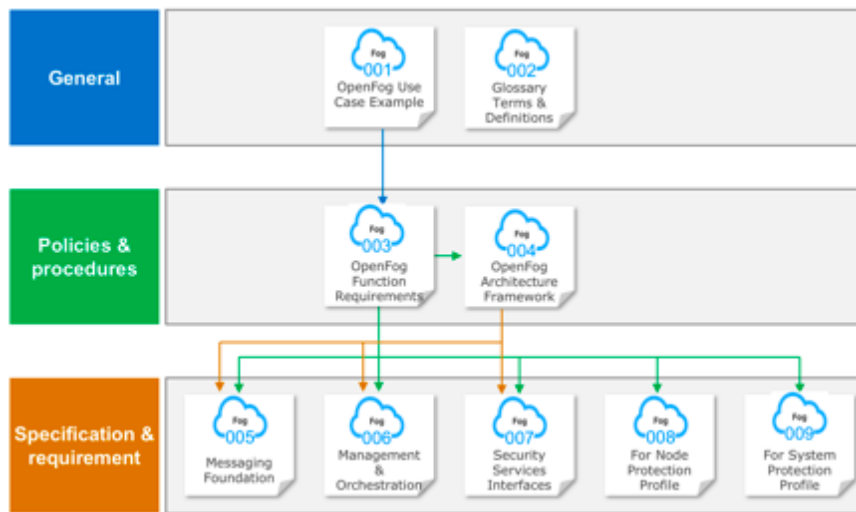 General
Fog
001
OpenFog Use
Case Example
Fog
002
Glossary
Terms &
Definitions
Policies &
procedures
Fog
003
OpenFog
Function
Requirements
Fog
004
OpenFog
Architecture
Framework
Specification &
requirement
Fog
005
Messaging
Foundation
Fog
006
Management
&
Orchestration
Fog
007
Security
Services
Interfaces
Fog
008
For Node
Protection
Profile
Fog
009
For System
Protection
Profile